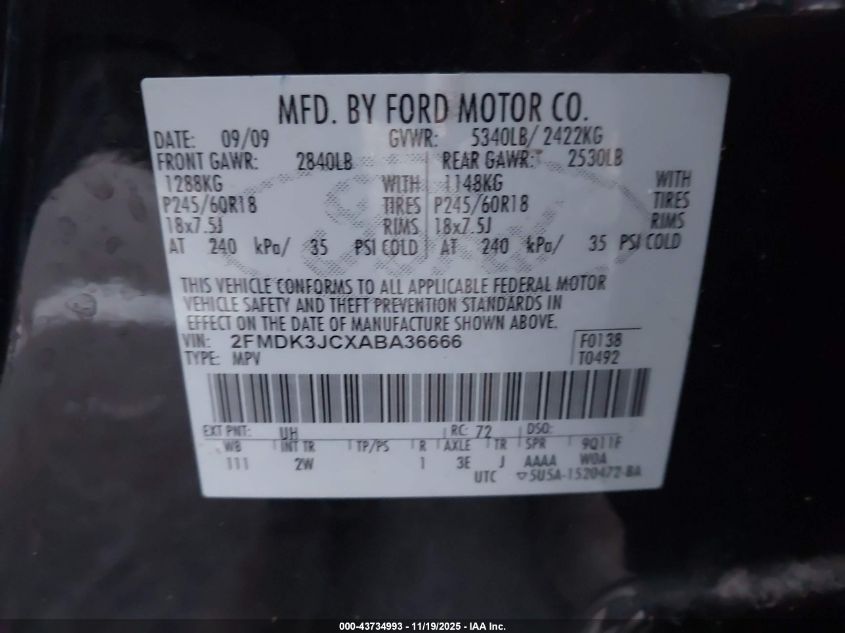 MFD. BY FORD MOTOR CO.
DATE: 09/09 GVWR: 5340LB/ 2422KG
FRONT GAWR: 2840LB REAR GAWR: 2530LB
1288KG WITH 1148KG WITH
P245/60R18 TIRES P245/60R18 TIRES
18x7.5J RIMS 18x7.5J RIMS
AT 240 kPa/ 35 PSI COLD AT 240 kPa/ 35 PSI COLD
THIS VEHICLE CONFORMS TO ALL APPLICABLE FEDERAL MOTOR
VEHICLE SAFETY AND THEFT PREVENTION STANDARDS IN
EFFECT ON THE DATE OF MANUFACTURE SHOWN ABOVE.
VIN: 2FMDK3JCXABA36666 F0138
TYPE: MPV T0492
EXT PNT: UH RC: 72 DSO:
WB INT TR TP/PS R AXLE TR SPR 9Q11F
111 2W 1 3E J AAAA W0A
UTC ▽5U5A-1520472-BA
000-43734993 - 11/19/2025 - IAA Inc.